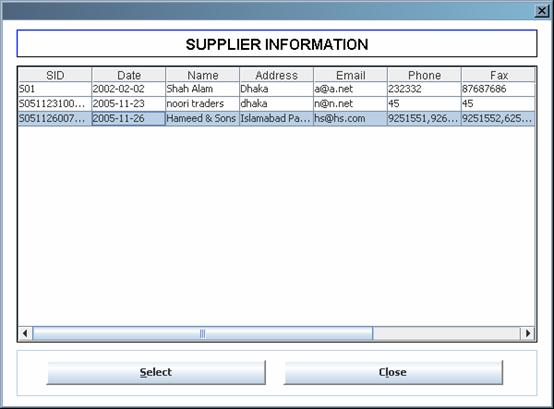 SUPPLIER INFORMATION
SID Date Name Address Email Phone Fax
S01 2002-02-02 Shah Alam Dhaka a@a.net 232332 87687686
S051123100... 2005-11-23 noori traders dhaka n@n.net 45 45
S051126007... 2005-11-26 Hameed & Sons Islamabad Pa... hs@hs.com 9251551,926... 9251552,625...
Select Close